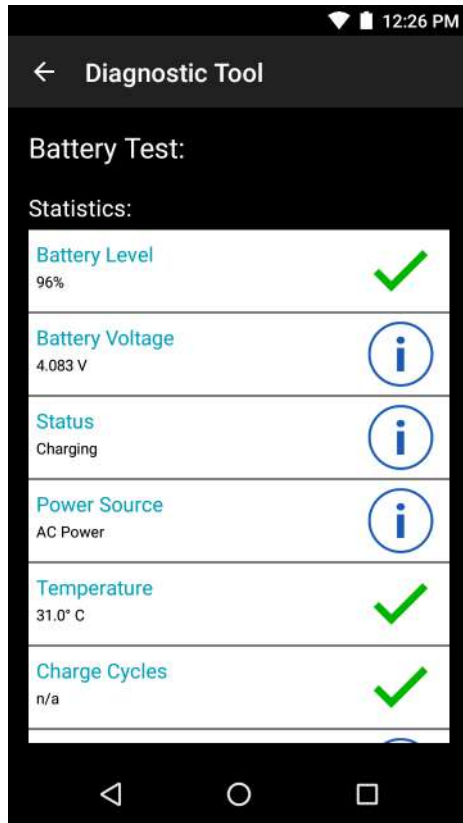 12:26 PM
Diagnostic Tool
Battery Test:
Statistics:
Battery Level
96%
Battery Voltage
4.083 V
Status
Charging
Power Source
AC Power
Temperature
31.0° C
Charge Cycles
n/a